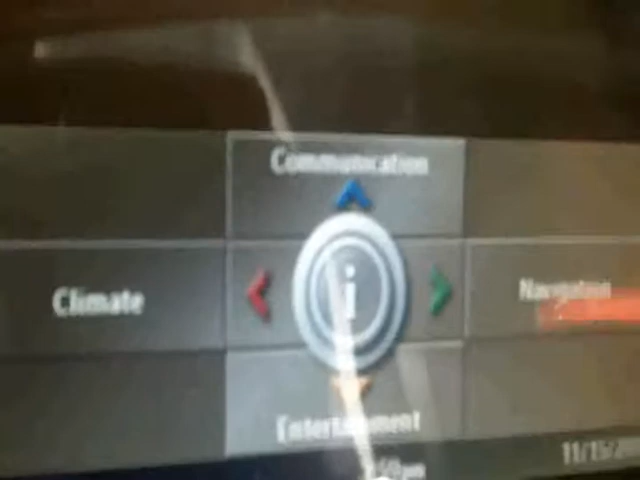 Communication
Climate
i
Navigation
Entertainment